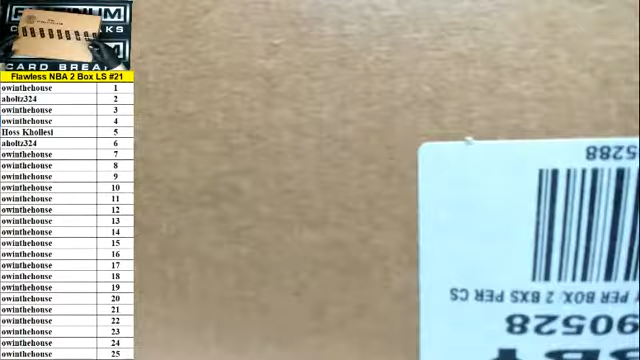 CARD BREA
Flawless NBA 2 Box LS #21
owinthehouse 1
aholtz324 2
owinthehouse 3
owinthehouse 4
Hoss Khollesi 5
aholtz324 6
owinthehouse 7
owinthehouse 8
owinthehouse 9
owinthehouse 10
owinthehouse 11
owinthehouse 12
owinthehouse 13
owinthehouse 14
owinthehouse 15
owinthehouse 16
owinthehouse 17
owinthehouse 18
owinthehouse 19
owinthehouse 20
owinthehouse 21
owinthehouse 22
owinthehouse 23
owinthehouse 24
owinthehouse 25
90528
PER BOX 2 BXS PER CS
5288